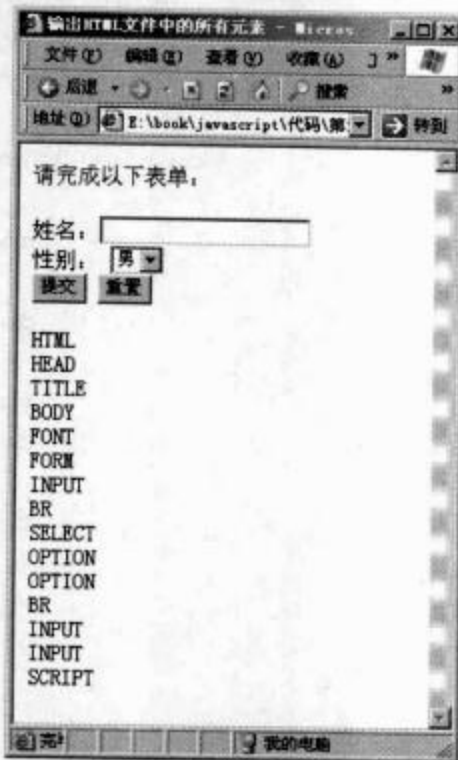 输出HTML文件中的所有元素 - Micros
文件(F) 编辑(E) 查看(V) 收藏(A) 工 »
后退 搜索 »
地址(D) E:\book\javascript\代码\第 转到
请完成以下表单:
姓名:
性别: 男
提交 重置
HTML
HEAD
TITLE
BODY
FONT
FORM
INPUT
BR
SELECT
OPTION
OPTION
BR
INPUT
INPUT
SCRIPT
我的电脑